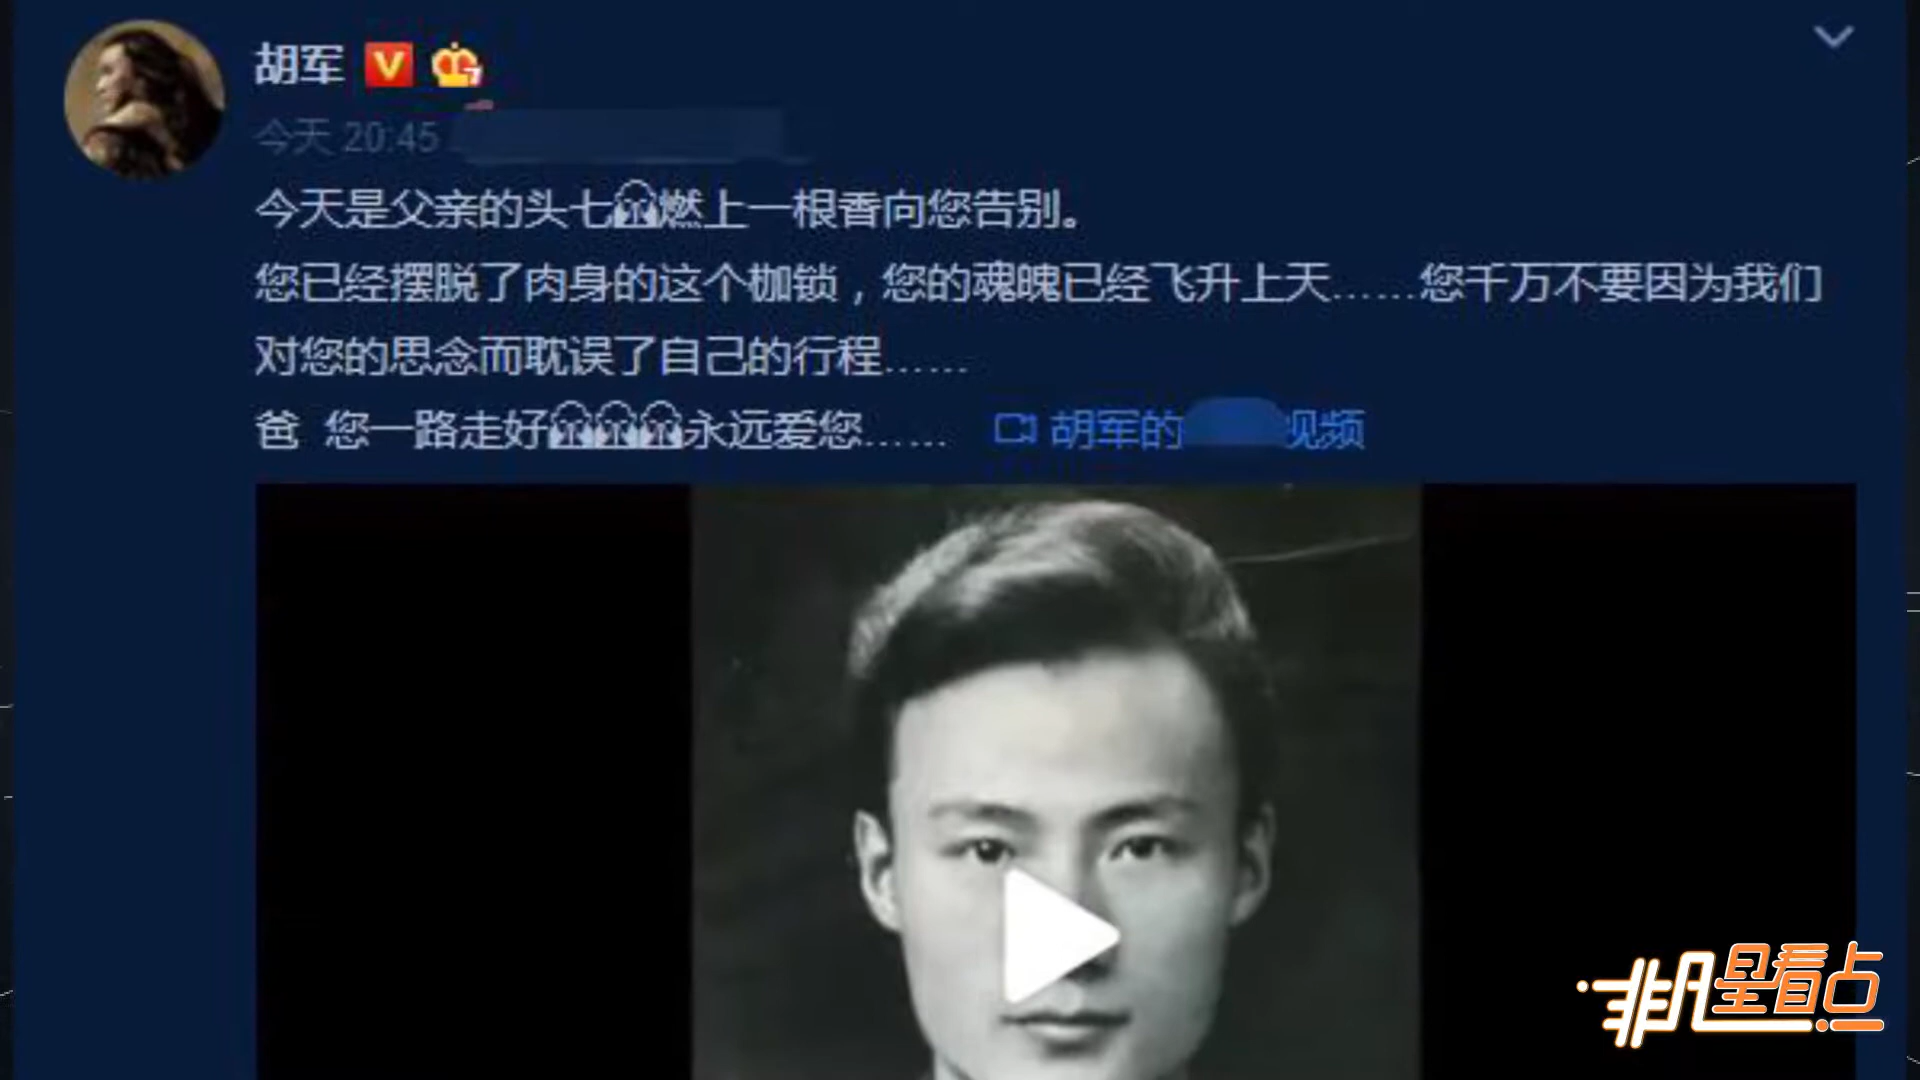 胡军
今天 20:45
今天是父亲的头七燃上一根香向您告别。
您已经摆脱了肉身的这个枷锁，您的魂魄已经飞升上天……您千万不要因为我们
对您的思念而耽误了自己的行程……
爸 您一路走好永远爱您…… 胡军的 视频
非凡星看点